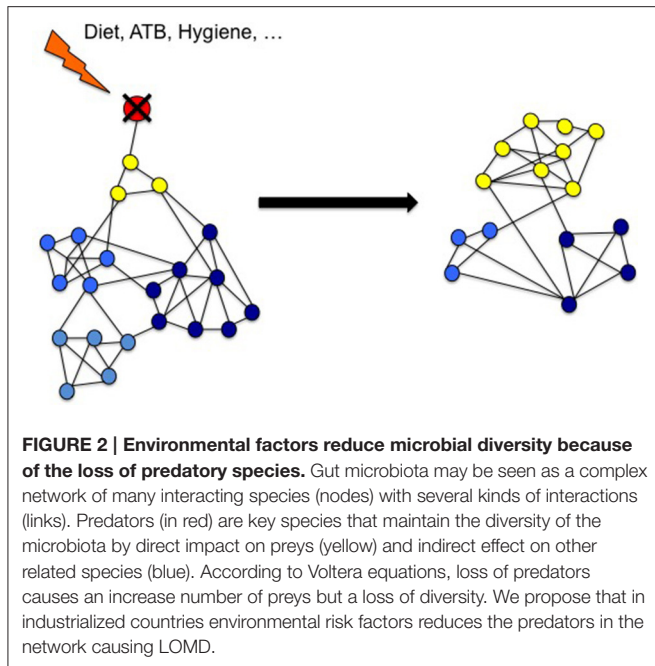 Diet, ATB, Hygiene, ...
FIGURE 2 | Environmental factors reduce microbial diversity because
of the loss of predatory species. Gut microbiota may be seen as a complex
network of many interacting species (nodes) with several kinds of interactions
(links). Predators (in red) are key species that maintain the diversity of the
microbiota by direct impact on preys (yellow) and indirect effect on other
related species (blue). According to Voltera equations, loss of predators
causes an increase number of preys but a loss of diversity. We propose that in
industrialized countries environmental risk factors reduces the predators in the
network causing LOMD.